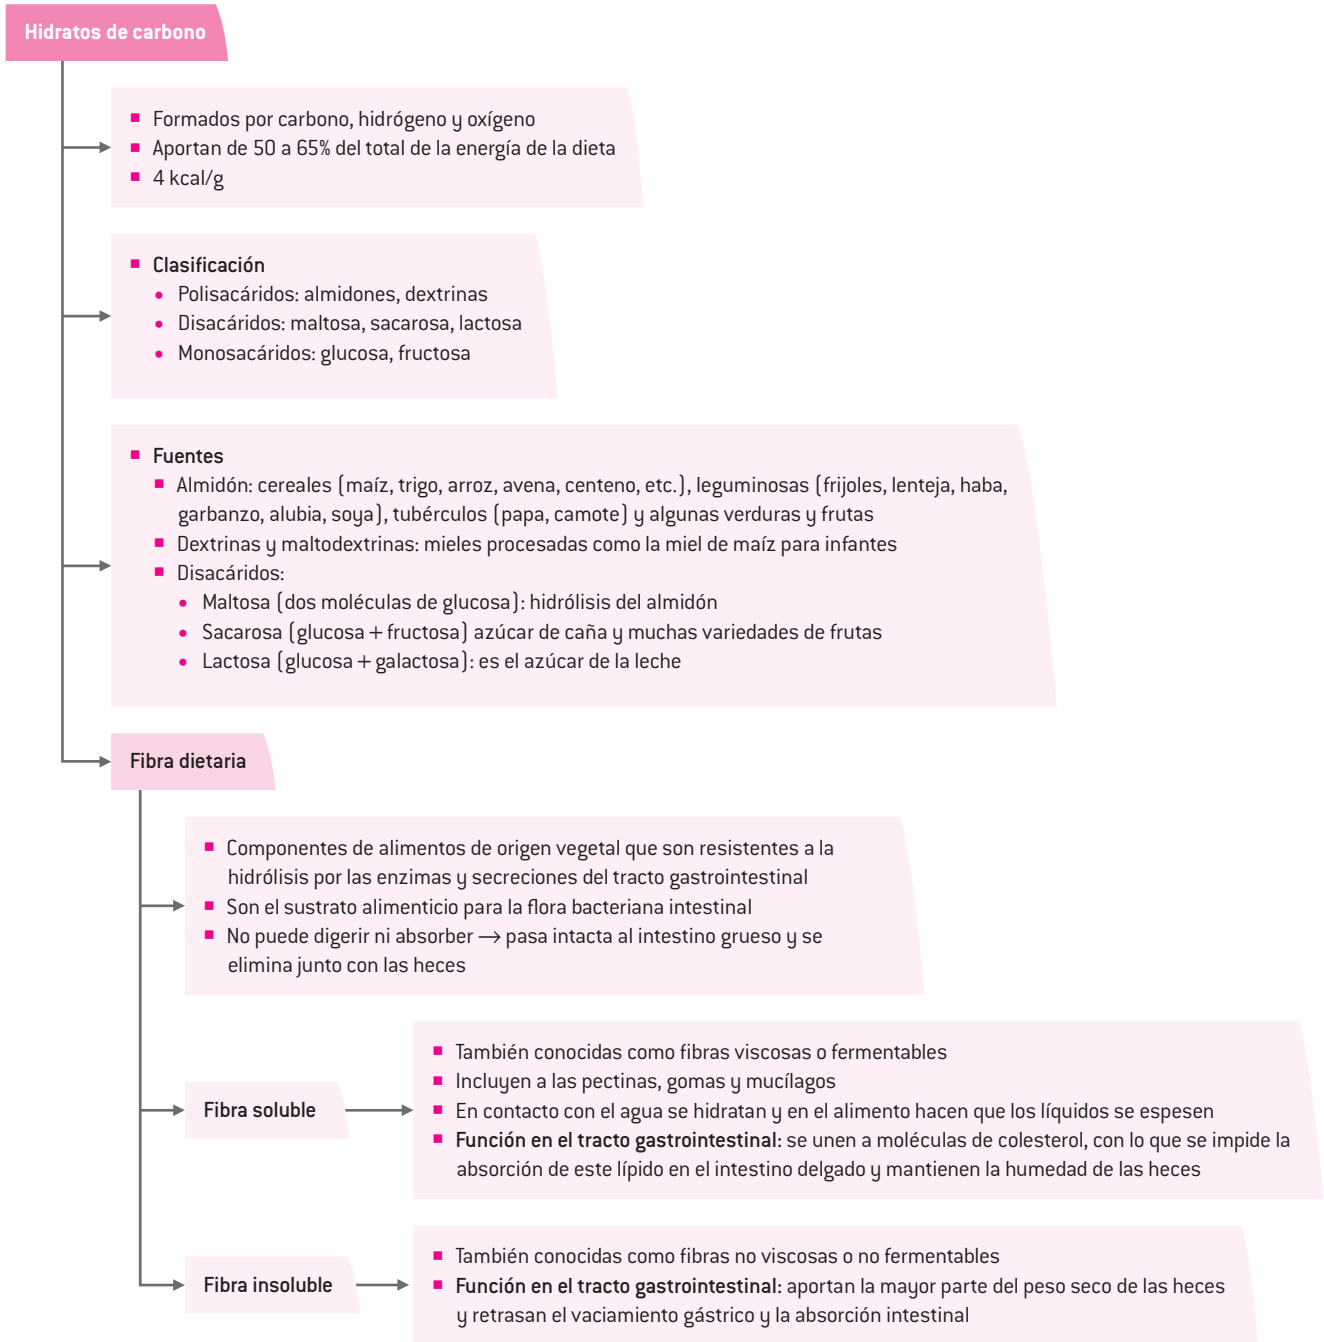 Hidratos de carbono
■ Formados por carbono, hidrógeno y oxígeno
■ Aportan de 50 a 65% del total de la energía de la dieta
■ 4 kcal/g
■ Clasificación
• Polisacáridos: almidones, dextrinas
• Disacáridos: maltosa, sacarosa, lactosa
• Monosacáridos: glucosa, fructosa
■ Fuentes
■ Almidón: cereales (maíz, trigo, arroz, avena, centeno, etc.), leguminosas (frijoles, lenteja, haba,
garbanzo, alubia, soya), tubérculos (papa, camote) y algunas verduras y frutas
■ Dextrinas y maltodextrinas: mieles procesadas como la miel de maíz para infantes
■ Disacáridos:
• Maltosa (dos moléculas de glucosa): hidrólisis del almidón
• Sacarosa (glucosa + fructosa) azúcar de caña y muchas variedades de frutas
• Lactosa (glucosa + galactosa): es el azúcar de la leche
Fibra dietaria
■ Componentes de alimentos de origen vegetal que son resistentes a la
hidrólisis por las enzimas y secreciones del tracto gastrointestinal
■ Son el sustrato alimenticio para la flora bacteriana intestinal
■ No puede digerir ni absorber → pasa intacta al intestino grueso y se
elimina junto con las heces
Fibra soluble
■ También conocidas como fibras viscosas o fermentables
■ Incluyen a las pectinas, gomas y mucílagos
■ En contacto con el agua se hidratan y en el alimento hacen que los líquidos se espesen
■ Función en el tracto gastrointestinal: se unen a moléculas de colesterol, con lo que se impide la
absorción de este lípido en el intestino delgado y mantienen la humedad de las heces
Fibra insoluble
■ También conocidas como fibras no viscosas o no fermentables
■ Función en el tracto gastrointestinal: aportan la mayor parte del peso seco de las heces
y retrasan el vaciamiento gástrico y la absorción intestinal